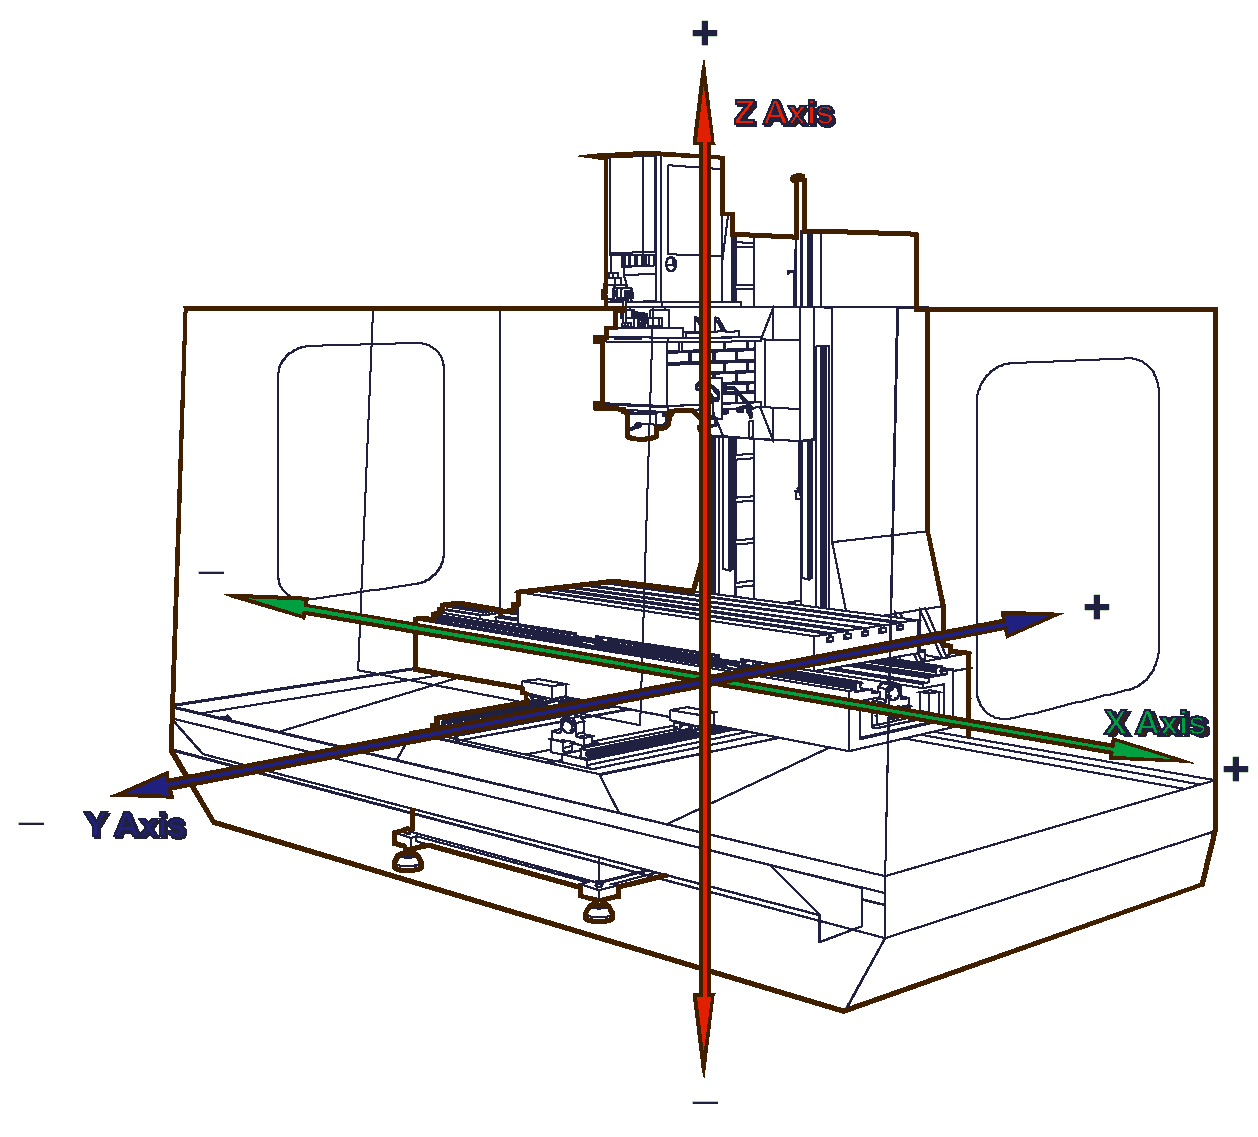 +
Z Axis
—
+
X Axis
+
— Y Axis
—